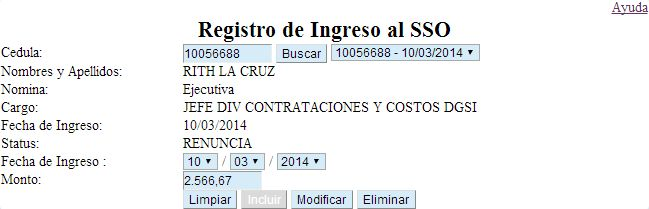 Ayuda
Registro de Ingreso al SSO
Cedula: 10056688 Buscar 10056688 - 10/03/2014
Nombres y Apellidos: RITH LA CRUZ
Nomina: Ejecutiva
Cargo: JEFE DIV CONTRATACIONES Y COSTOS DGSI
Fecha de Ingreso: 10/03/2014
Status: RENUNCIA
Fecha de Ingreso : 10 / 03 / 2014
Monto: 2.566,67
Limpiar Incluir Modificar Eliminar